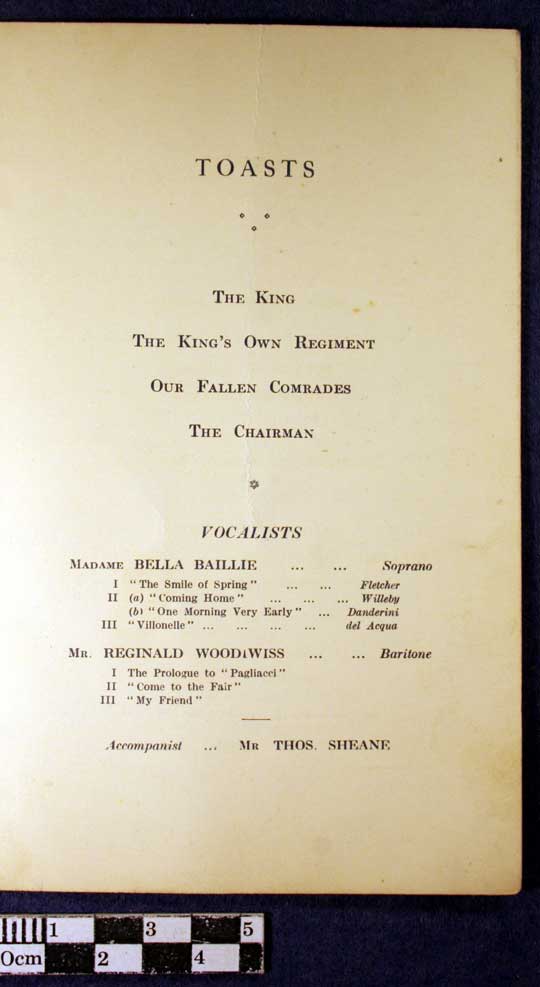 TOASTS
The King
The King's Own Regiment
Our Fallen Comrades
The Chairman
VOCALISTS
Madame BELLA BAILLIE ... ... Soprano
I "The Smile of Spring" ... ... Fletcher
II (a) "Coming Home" ... ... ... Willeby
(b) "One Morning Very Early" ... Danderini
III "Villonelle" ... ... ... ... del Acqua
Mr. REGINALD WOODiWISS ... ... Baritone
I The Prologue to "Pagliacci"
II "Come to the Fair"
III "My Friend"
Accompanist ... Mr THOS. SHEANE
0cm 1 2 3 4 5